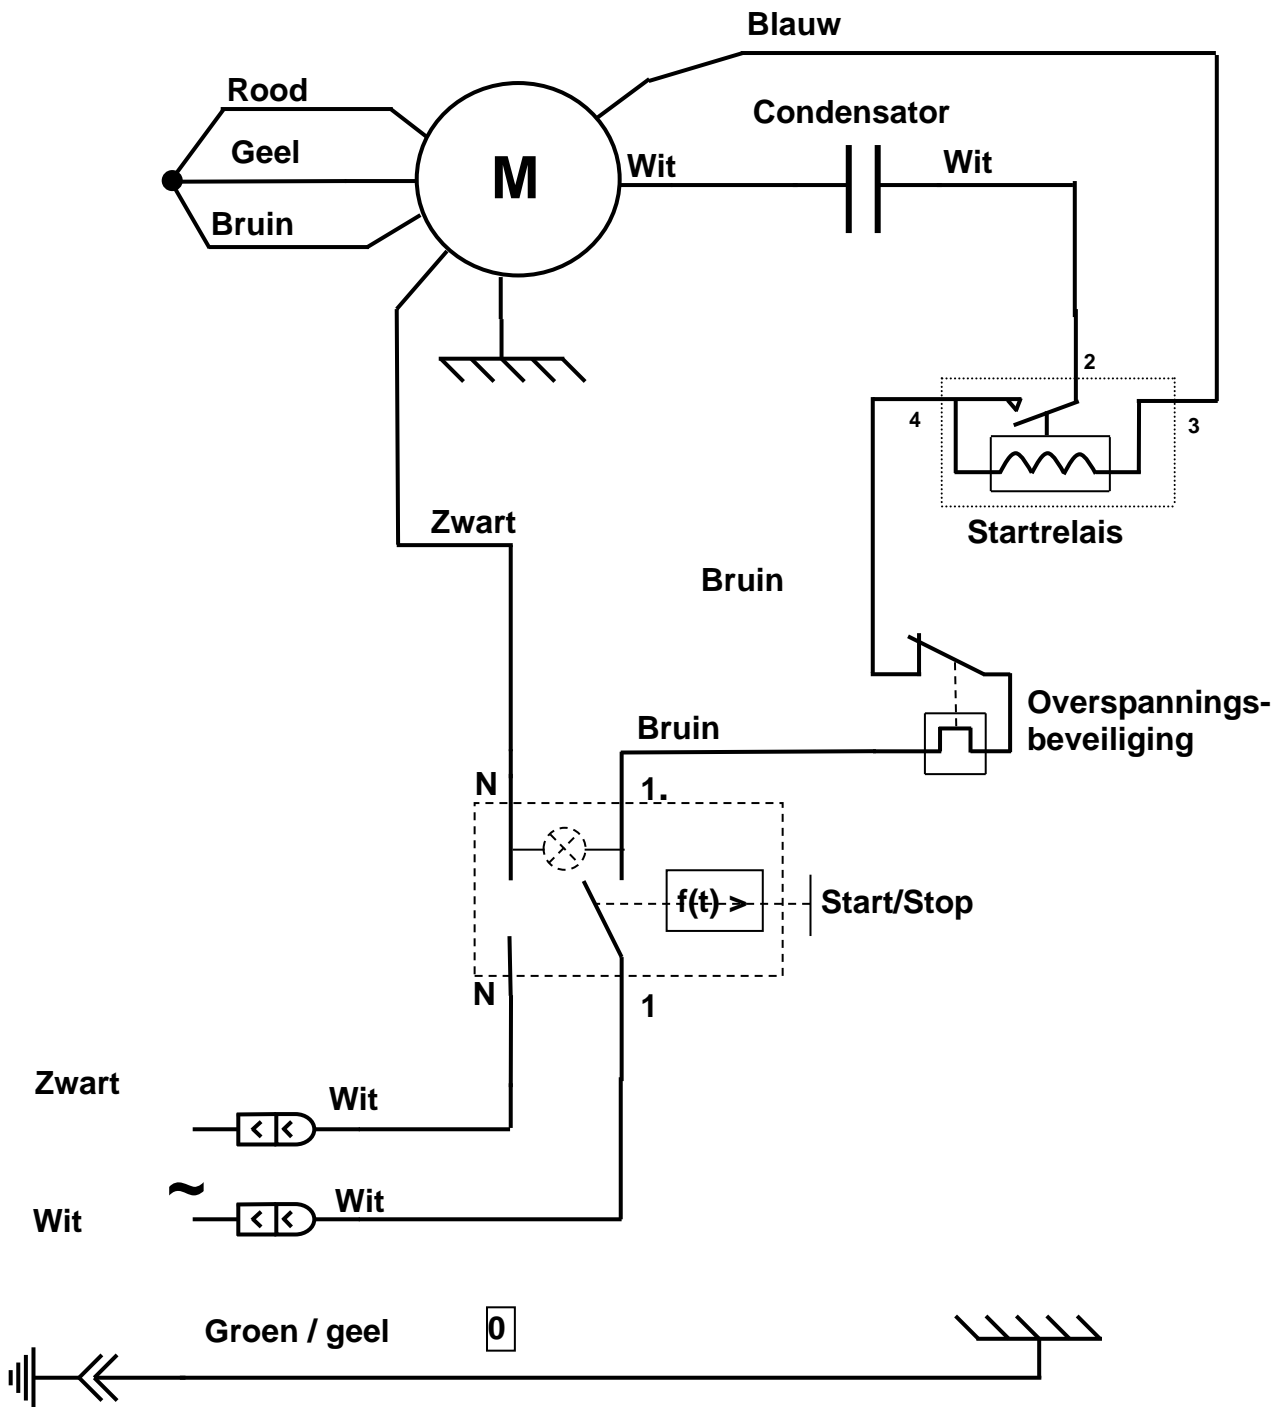 Blauw
Rood
Condensator
Geel
M
Wit
Wit
Bruin
2
4
3
Zwart
Startrelais
Bruin
Overspannings-
beveiliging
Bruin
N
1.
f(t) >
Start/Stop
N
1
Zwart
Wit
~
Wit
Wit
Groen / geel
0